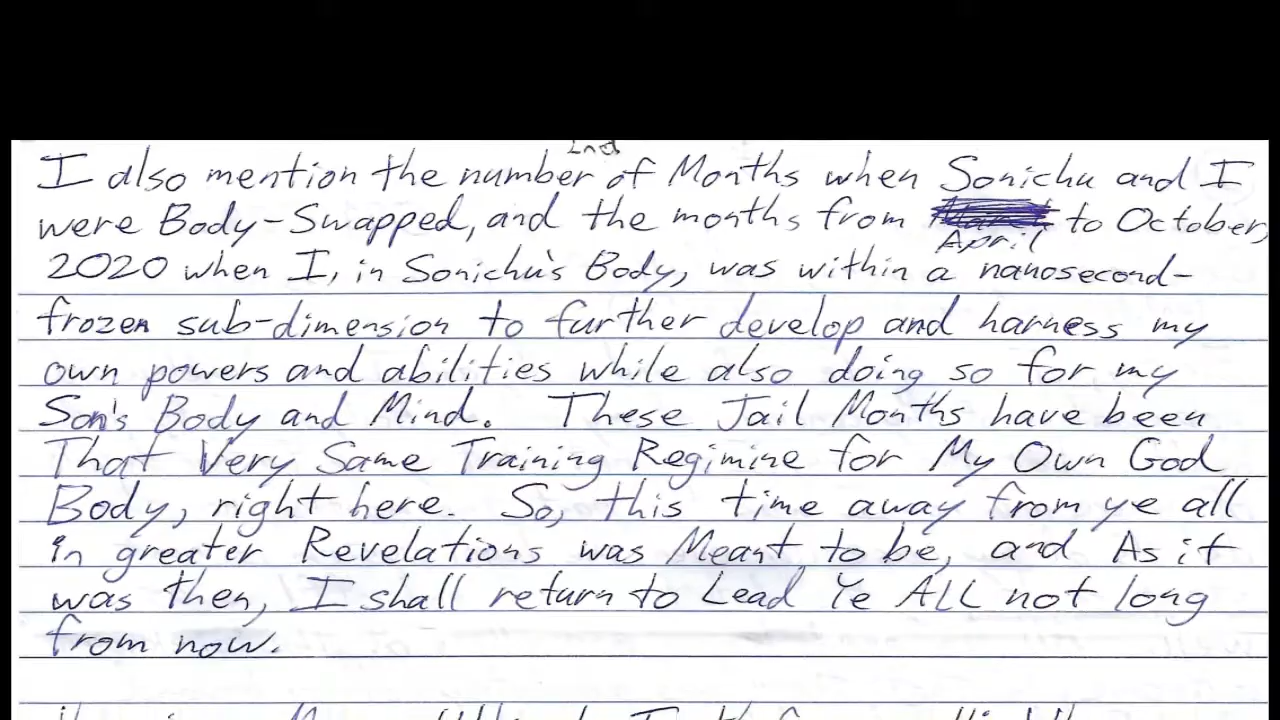 I also mention the number of Months when Sonichu and I
were Body-Swapped, and the months from to October,
April
2020 when I, in Sonichu's Body, was within a nanosecond-
frozen sub-dimension to further develop and harness my
own powers and abilities while also doing so for my
Son's Body and Mind. These Jail Months have been
That Very Same Training Regimine for My Own God
Body, right here. So, this time away from ye all
in greater Revelations was Meant to be, and As it
was then, I shall return to Lead Ye ALL not long
from now.